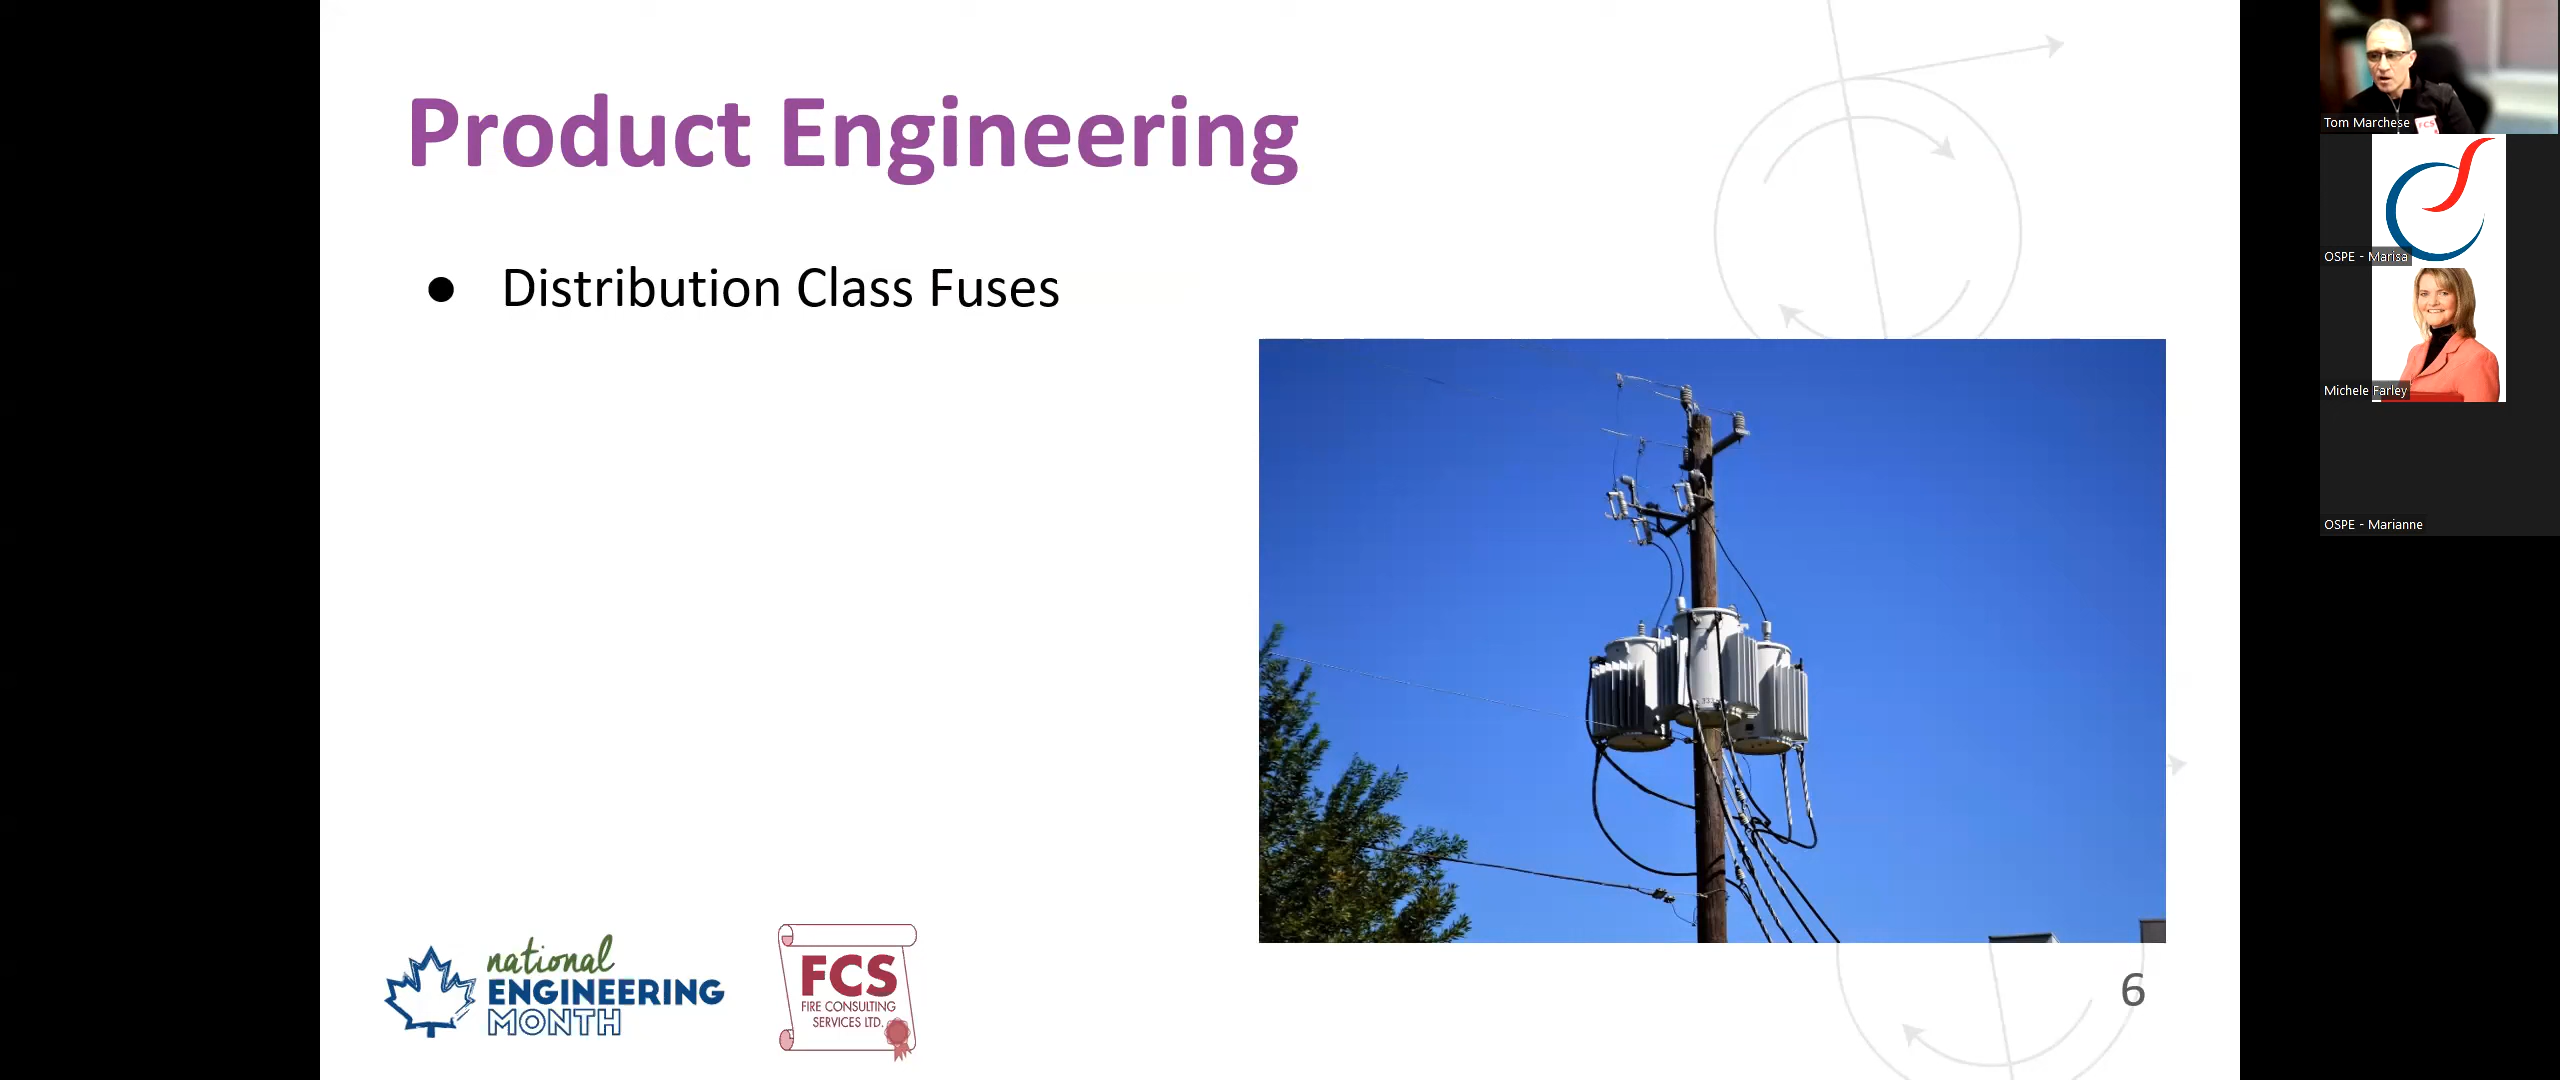 Product Engineering
● Distribution Class Fuses
national
ENGINEERING
MONTH
FCS
FIRE CONSULTING
SERVICES LTD.
6
Tom Marchese
FCS
OSPE - Marisa
Michele Farley
OSPE - Marianne